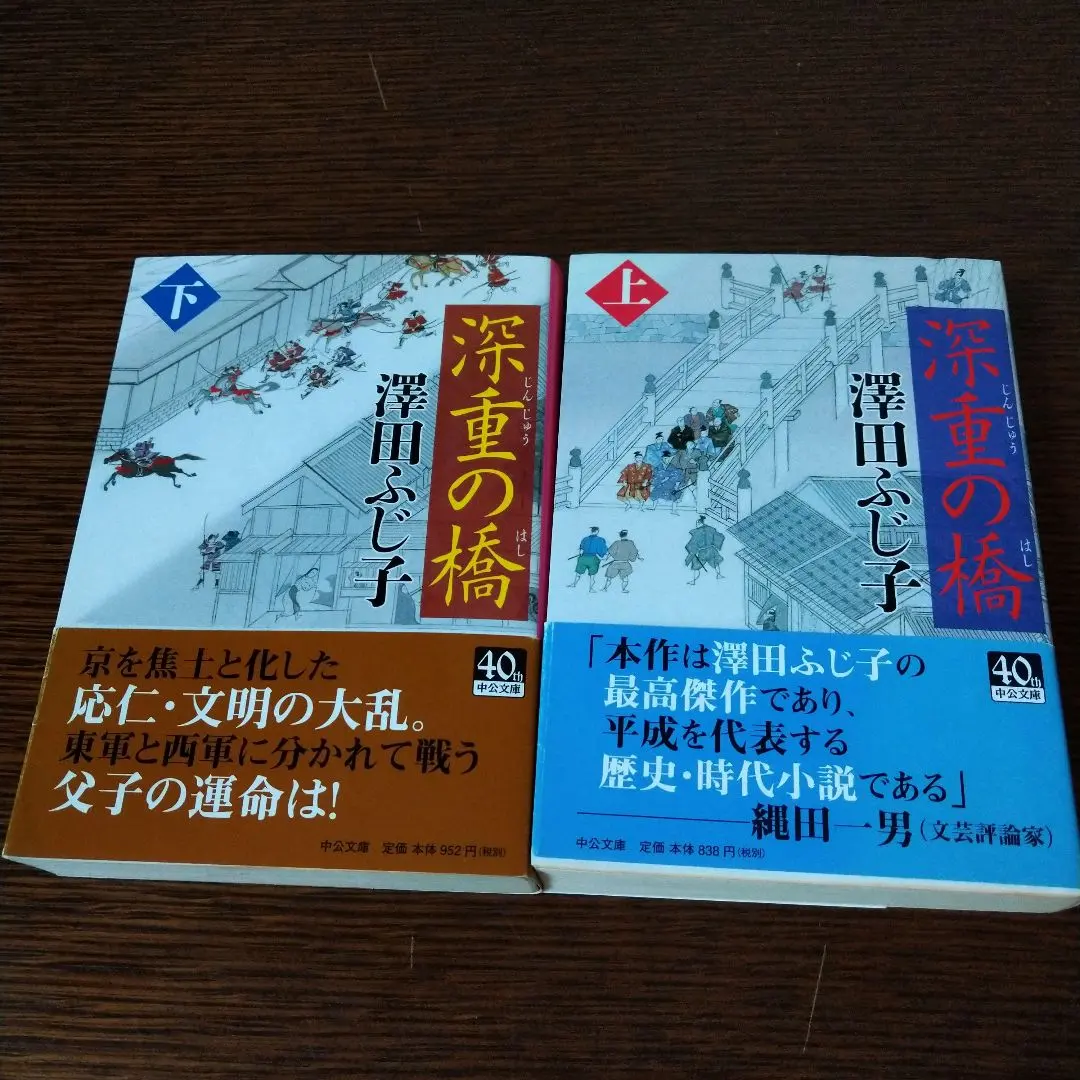 下
深重の橋
じんじゅう
はし
澤田ふじ子
京を焦土と化した
応仁・文明の大乱。
東軍と西軍に分かれて戦う
父子の運命は!
40th
中公文庫
中公文庫 定価 本体 952円(税別)
上
深重の橋
じんじゅう
はし
澤田ふじ子
「本作は澤田ふじ子の
最高傑作であり、
平成を代表する
歴史・時代小説である」
――縄田一男(文芸評論家)
40th
中公文庫
中公文庫 定価 本体 838円(税別)